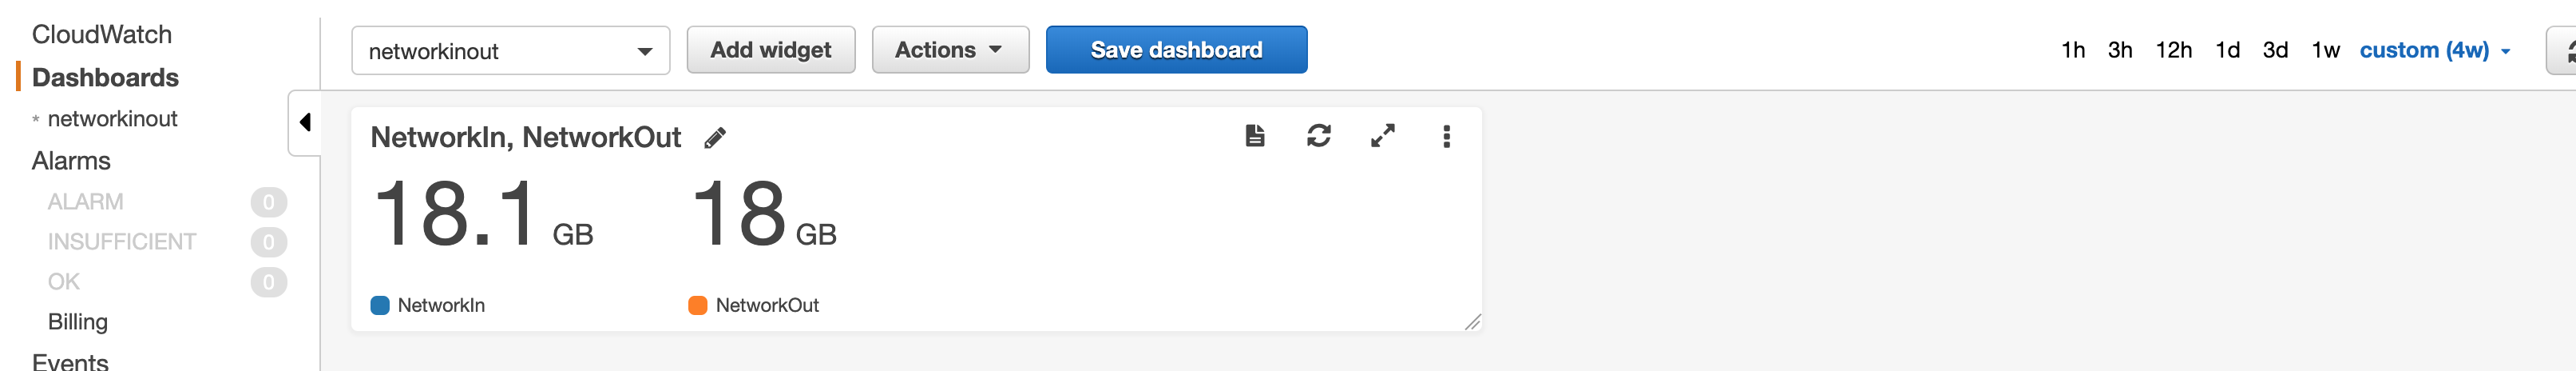 CloudWatch
Dashboards
* networkinout
Alarms
ALARM 0
INSUFFICIENT 0
OK 0
Billing
Events
networkinout Add widget Actions Save dashboard 1h 3h 12h 1d 3d 1w custom (4w)
NetworkIn, NetworkOut
18.1 GB 18 GB
NetworkIn NetworkOut